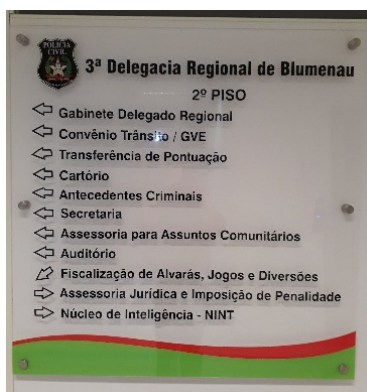 POLÍCIA
CIVIL
3ª Delegacia Regional de Blumenau
2º PISO
Gabinete Delegado Regional
Convênio Trânsito / GVE
Transferência de Pontuação
Cartório
Antecedentes Criminais
Secretaria
Assessoria para Assuntos Comunitários
Auditório
Fiscalização de Alvarás, Jogos e Diversões
Assessoria Jurídica e Imposição de Penalidade
Núcleo de Inteligência - NINT